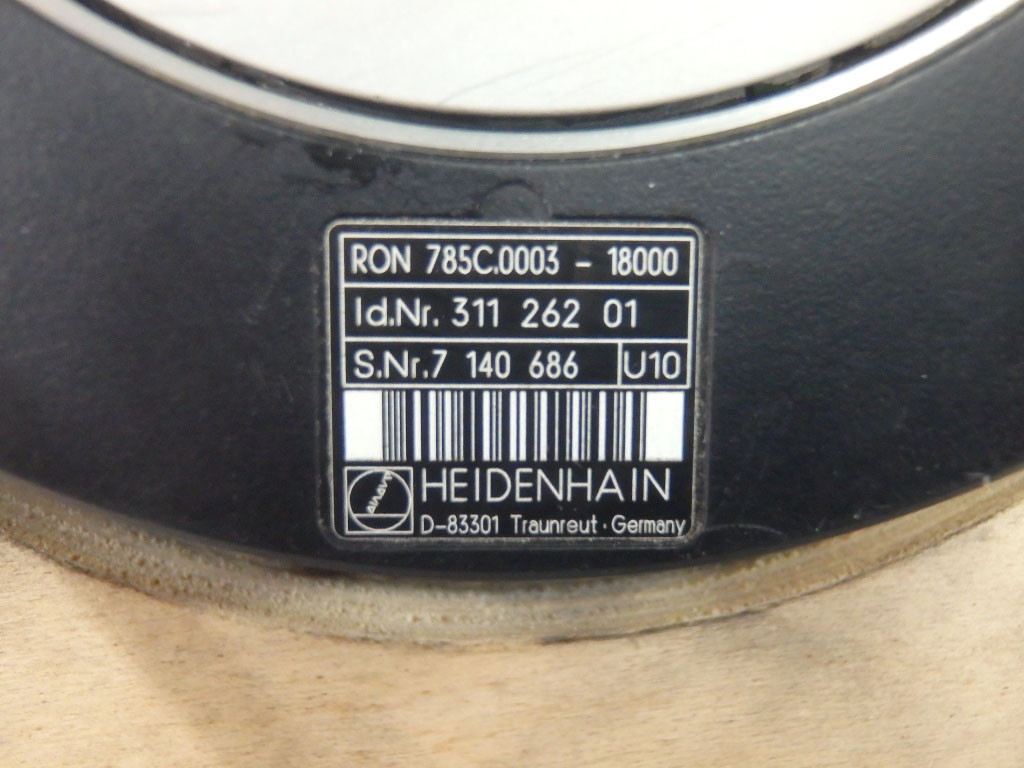 RON 785C.0003 - 18000
Id.Nr. 311 262 01
S.Nr.7 140 686 U10
HEIDENHAIN
D-83301 Traunreut · Germany